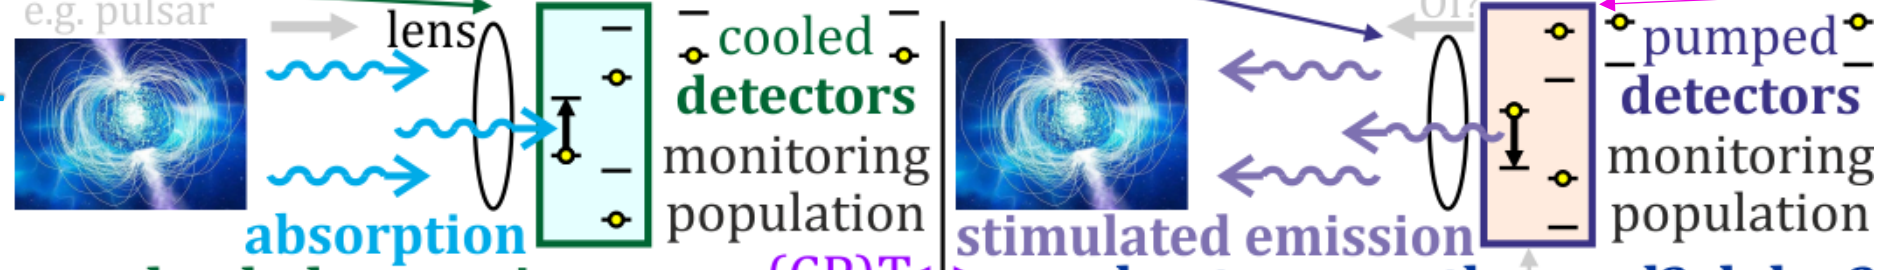 e.g. pulsar
lens
absorption
cooled
detectors
monitoring
population
stimulated emission
pumped
detectors
monitoring
population